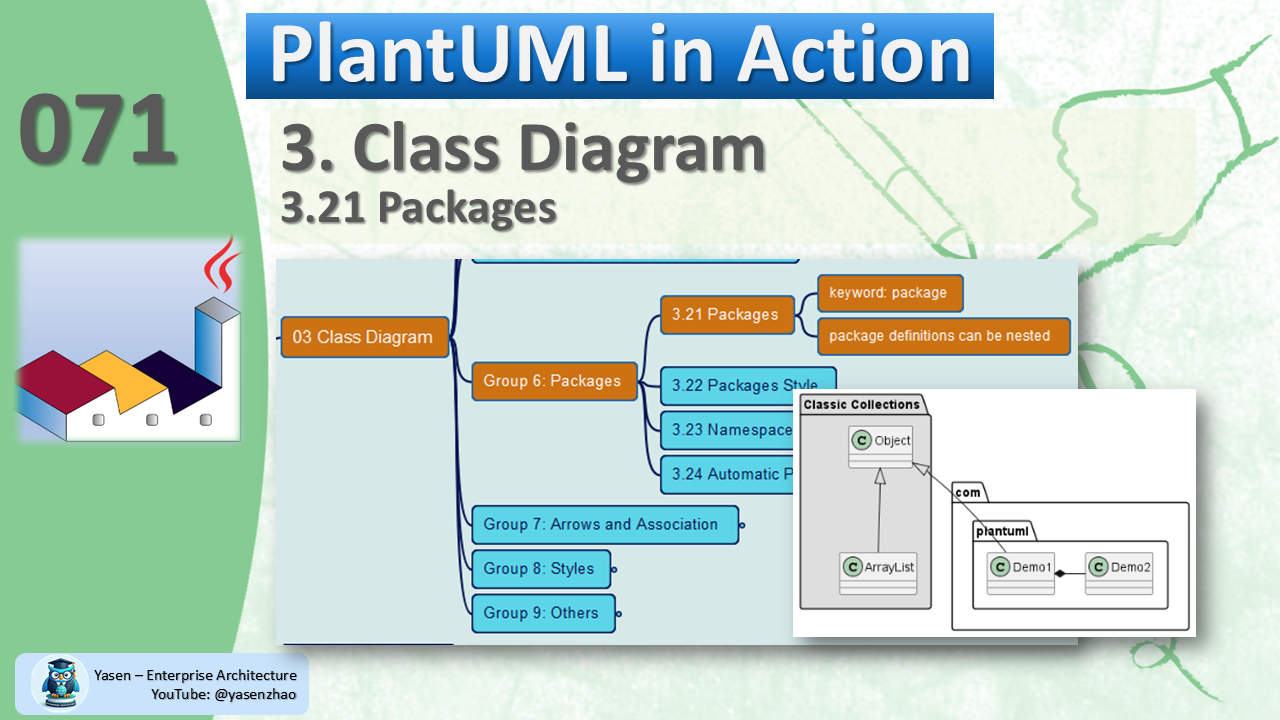 PlantUML in Action
071
3. Class Diagram
3.21 Packages
03 Class Diagram
Group 6: Packages
3.21 Packages
keyword: package
package definitions can be nested
3.22 Packages Style
3.23 Namespace
3.24 Automatic P
Group 7: Arrows and Association
Group 8: Styles
Group 9: Others
Classic Collections
C Object
C ArrayList
com
plantuml
C Demo1
C Demo2
Yasen – Enterprise Architecture
YouTube: @yasenzhao